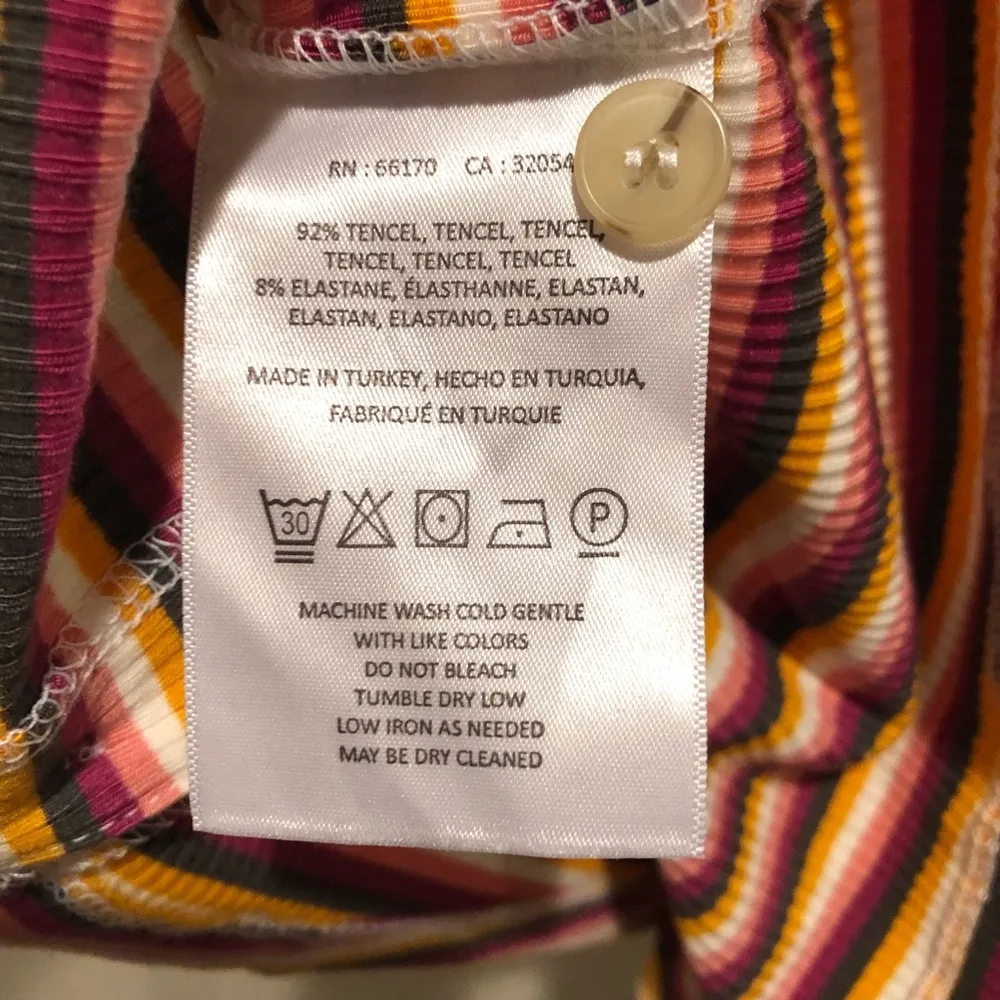 RN : 66170 CA : 32054
92% TENCEL, TENCEL, TENCEL,
TENCEL, TENCEL, TENCEL
8% ELASTANE, ÉLASTHANNE, ELASTAN,
ELASTAN, ELASTANO, ELASTANO
MADE IN TURKEY, HECHO EN TURQUIA,
FABRIQUÉ EN TURQUIE
30 P
MACHINE WASH COLD GENTLE
WITH LIKE COLORS
DO NOT BLEACH
TUMBLE DRY LOW
LOW IRON AS NEEDED
MAY BE DRY CLEANED